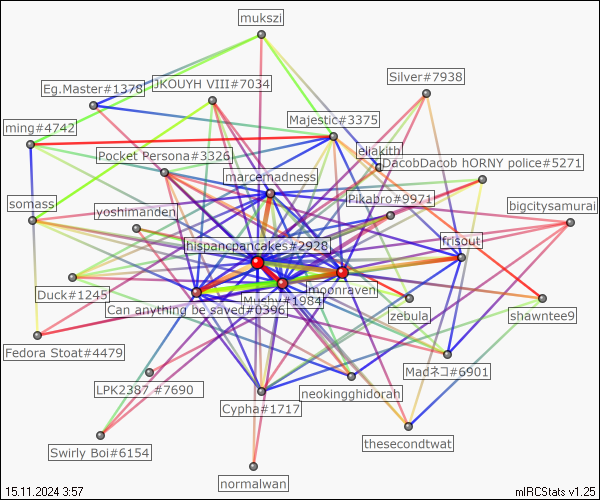 mukszi
Silver#7938
Eg.Master#1378
JKOUYH VIII#7034
Majestic#3375
ming#4742
eliakith
Pocket Persona#3326
DacobDacob hORNY police#5271
marcemadness
Pikabro#9971
somass
yoshimanden
bigcitysamurai
hispancpancakes#2928
frisout
moonraven
Duck#1245
Mushy#1984
Can anything be saved#0396
zebula
shawntee9
Fedora Stoat#4479
Madネコ#6901
LPK2387 #7690
neokingghidorah
Cypha#1717
thesecondtwat
Swirly Boi#6154
normalwan
15.11.2024 3:57
mIRCStats v1.25